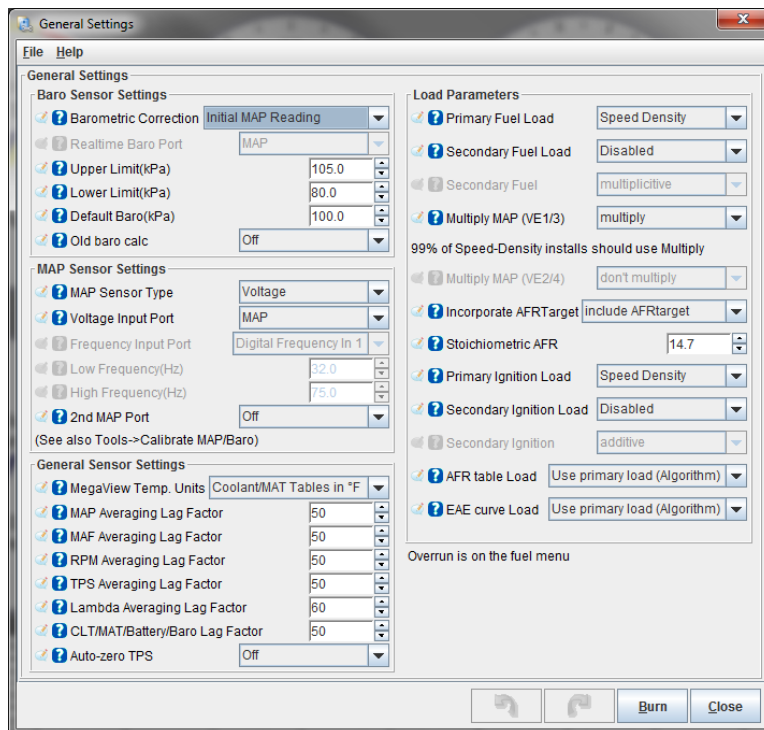 General Settings
File Help
General Settings
Baro Sensor Settings
Barometric Correction Initial MAP Reading
Realtime Baro Port MAP
Upper Limit(kPa) 105.0
Lower Limit(kPa) 80.0
Default Baro(kPa) 100.0
Old baro calc Off
MAP Sensor Settings
MAP Sensor Type Voltage
Voltage Input Port MAP
Frequency Input Port Digital Frequency In 1
Low Frequency(Hz) 32.0
High Frequency(Hz) 75.0
2nd MAP Port Off
(See also Tools->Calibrate MAP/Baro)
General Sensor Settings
MegaView Temp. Units Coolant/MAT Tables in °F
MAP Averaging Lag Factor 50
MAF Averaging Lag Factor 50
RPM Averaging Lag Factor 50
TPS Averaging Lag Factor 50
Lambda Averaging Lag Factor 60
CLT/MAT/Battery/Baro Lag Factor 50
Auto-zero TPS Off
Load Parameters
Primary Fuel Load Speed Density
Secondary Fuel Load Disabled
Secondary Fuel multiplicitive
Multiply MAP (VE1/3) multiply
99% of Speed-Density installs should use Multiply
Multiply MAP (VE2/4) don't multiply
Incorporate AFRTarget include AFRtarget
Stoichiometric AFR 14.7
Primary Ignition Load Speed Density
Secondary Ignition Load Disabled
Secondary Ignition additive
AFR table Load Use primary load (Algorithm)
EAE curve Load Use primary load (Algorithm)
Overrun is on the fuel menu
Burn Close